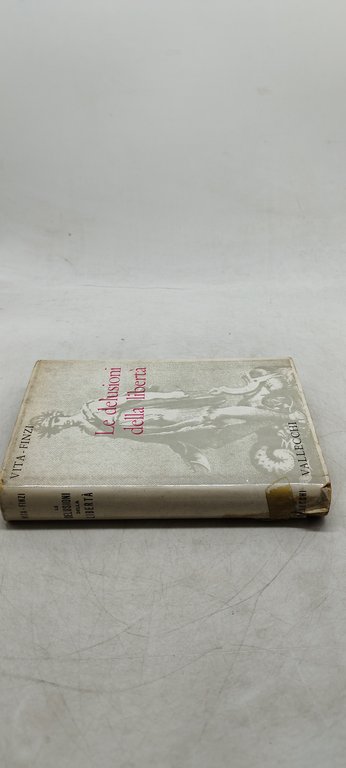 VITA-FINZI
Le delusioni
della libertà
VALLECCHI
VITA-FINZI
LE
DELUSIONI
DELLA
LIBERTÀ